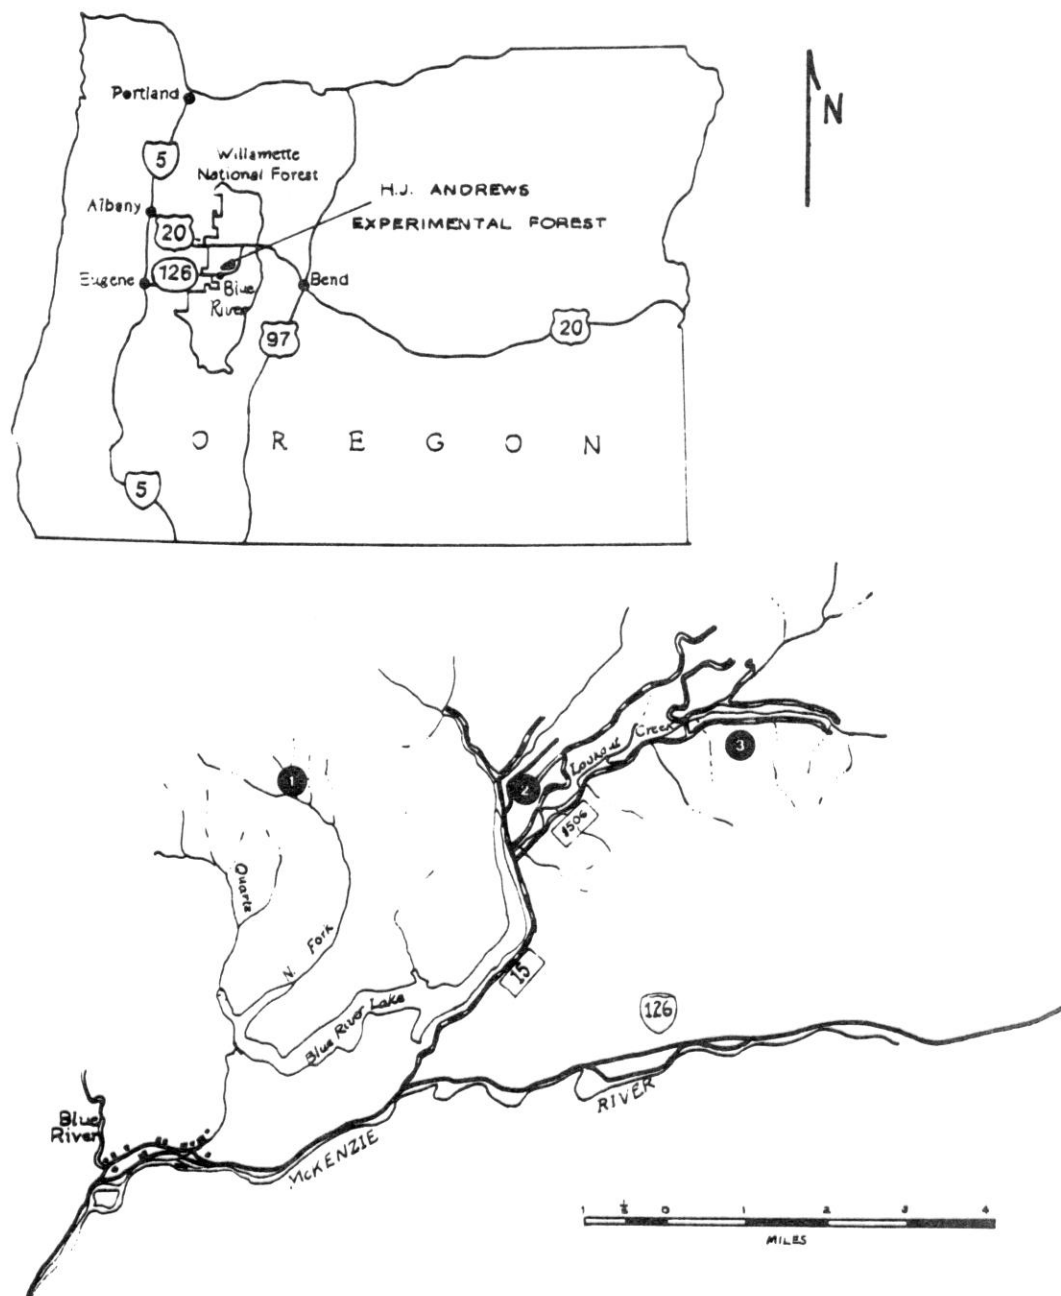 Portland
N
5
Willamette
National Forest
H.J. ANDREWS
EXPERIMENTAL FOREST
Albany
20
126
Eugene
Blue
River
Bend
97
20
OREGON
5
1
2
3
Lookout Creek
1506
Quartz
N. Fork
15
Blue River Lake
126
RIVER
McKENZIE
Blue
River
1 ½ 0 1 2 3 4
MILES